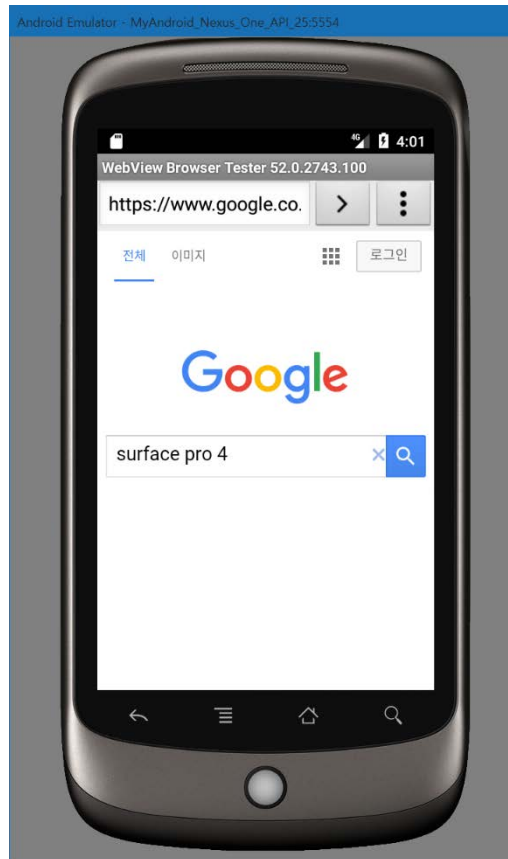 Android Emulator - MyAndroid_Nexus_One_API_25:5554
4G 4:01
WebView Browser Tester 52.0.2743.100
https://www.google.co.
전체 이미지 로그인
Google
surface pro 4